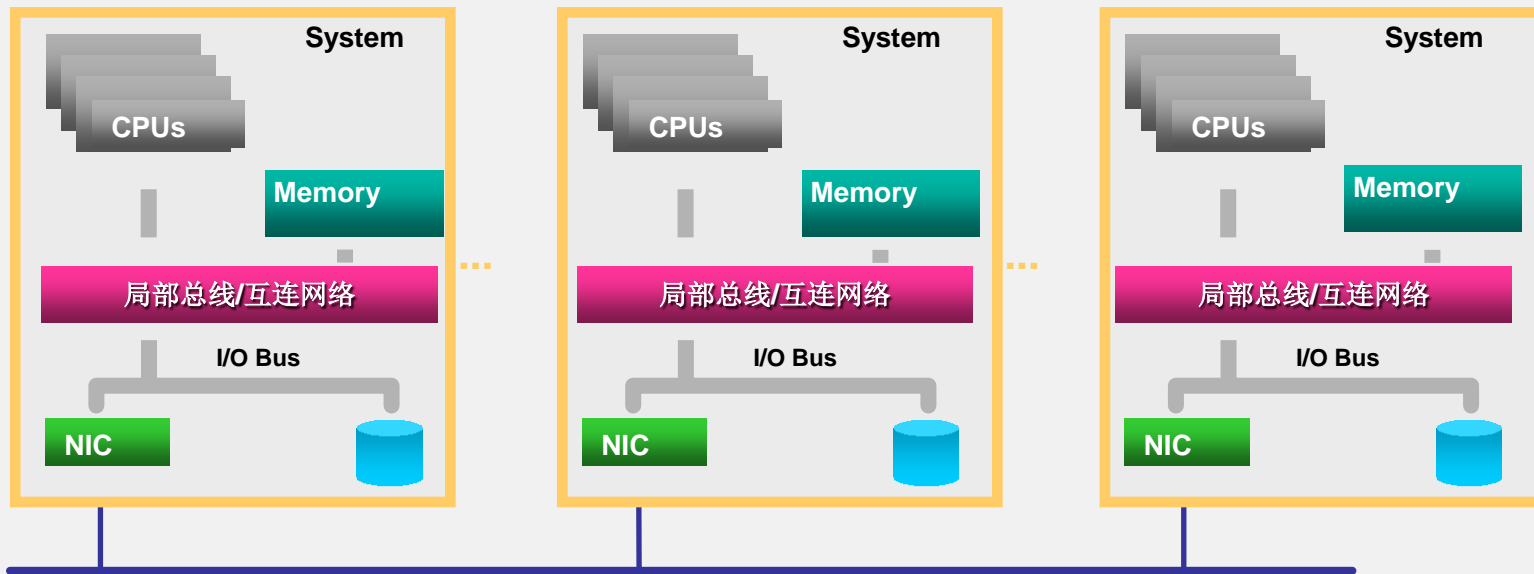 System
CPUs
Memory
局部总线/互连网络
I/O Bus
NIC
...
System
CPUs
Memory
局部总线/互连网络
I/O Bus
NIC
...
System
CPUs
Memory
局部总线/互连网络
I/O Bus
NIC